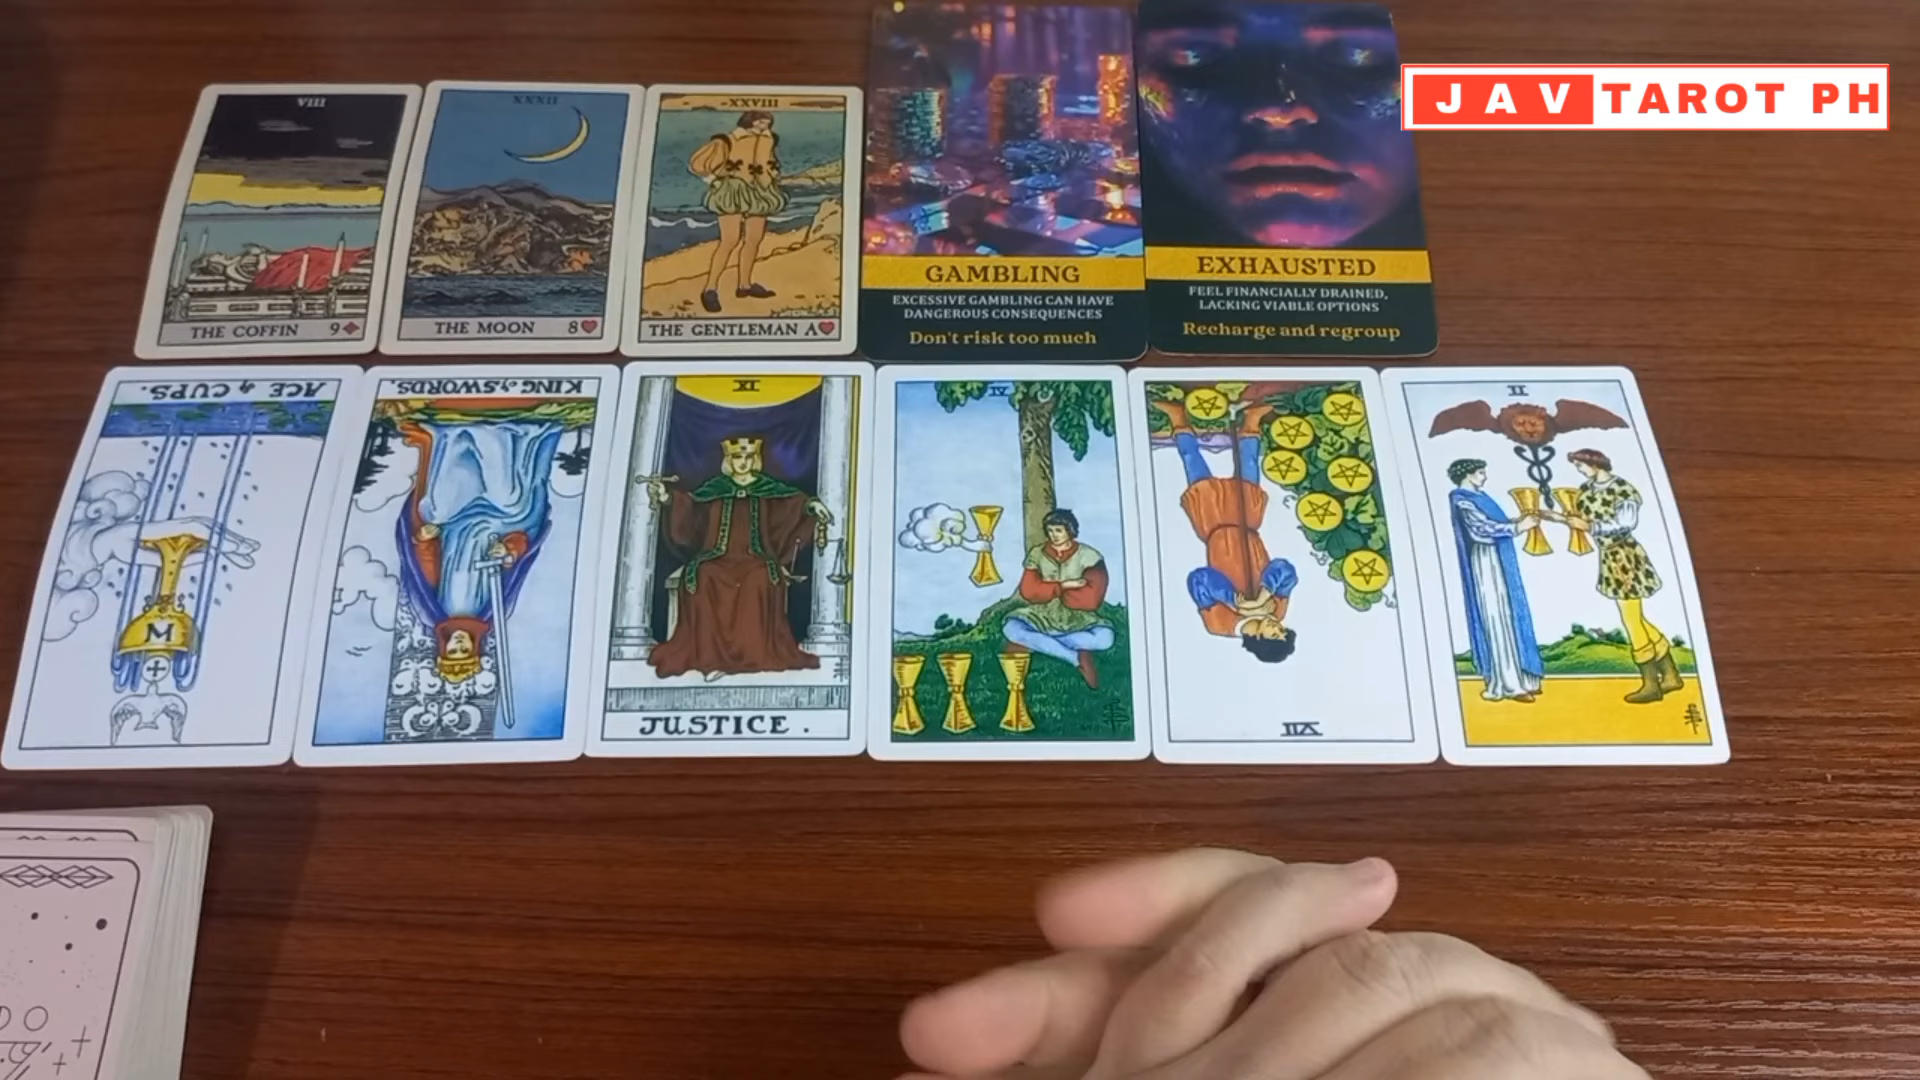 JAV TAROT PH
VIII
THE COFFIN 9♦
XXXII
THE MOON 8♥
XXVIII
THE GENTLEMAN A♥
GAMBLING
EXCESSIVE GAMBLING CAN HAVE
DANGEROUS CONSEQUENCES
Don't risk too much
EXHAUSTED
FEEL FINANCIALLY DRAINED,
LACKING VIABLE OPTIONS
Recharge and regroup
ACE of CUPS.
M
KING of SWORDS.
XI
JUSTICE.
IV
VII
II